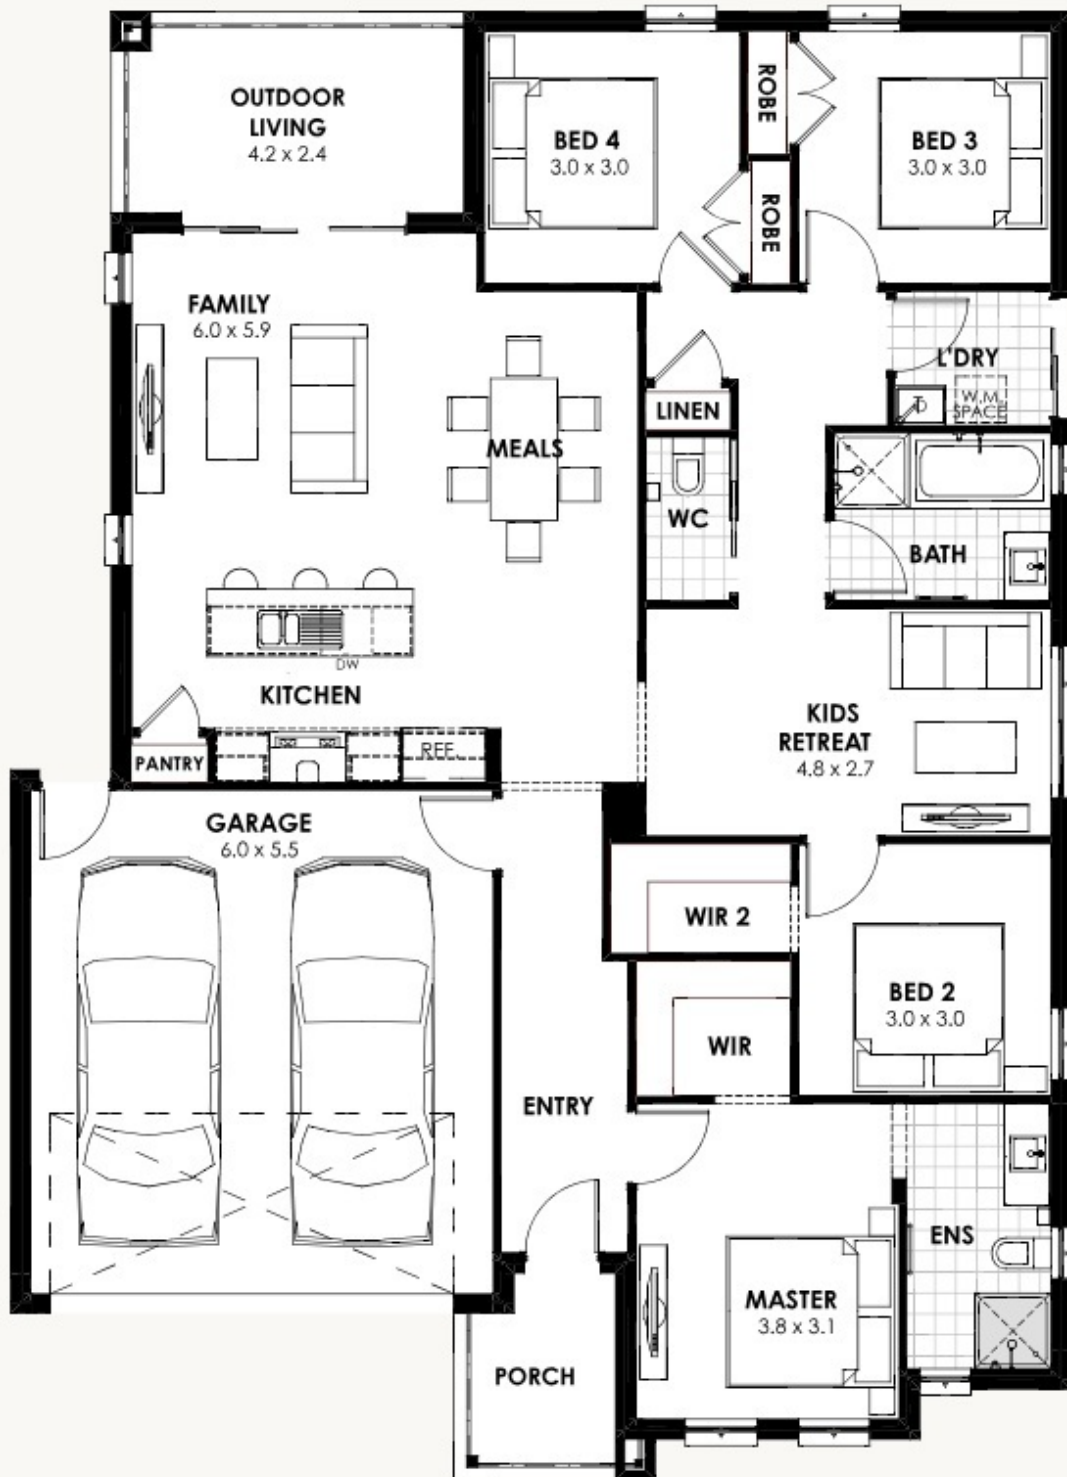 OUTDOOR
LIVING
4.2 x 2.4
BED 4
3.0 x 3.0
ROBE
ROBE
BED 3
3.0 x 3.0
FAMILY
6.0 x 5.9
MEALS
LINEN
L'DRY
W.M.
SPACE
WC
BATH
DW
KITCHEN
PANTRY
REF.
KIDS
RETREAT
4.8 x 2.7
GARAGE
6.0 x 5.5
WIR 2
BED 2
3.0 x 3.0
WIR
ENTRY
ENS
MASTER
3.8 x 3.1
PORCH